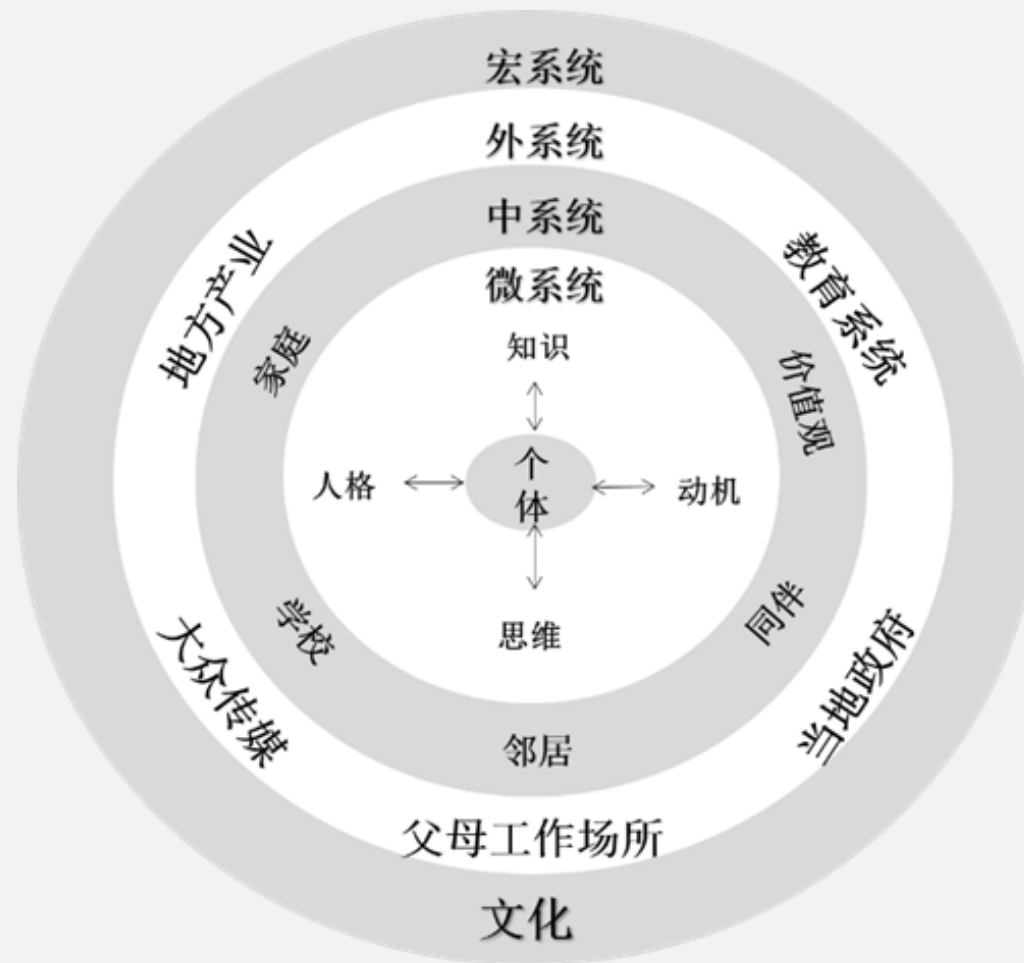 宏系统
外系统
中系统
微系统
知识
个
体
人格
动机
思维
家庭
价值观
学校
同伴
邻居
地方产业
教育系统
大众传媒
当地政府
父母工作场所
文化